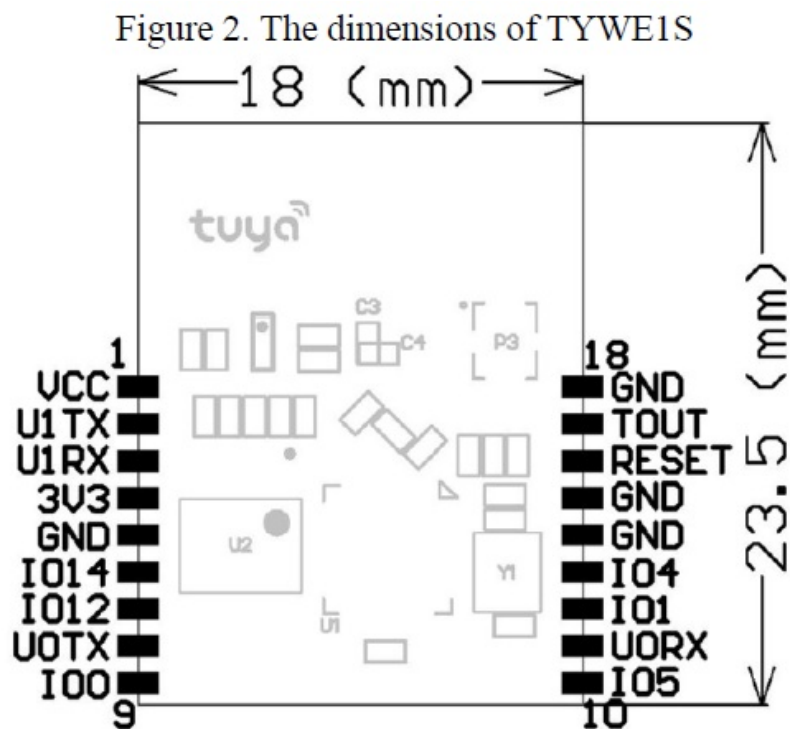 Figure 2. The dimensions of TYWE1S
18 (mm)
tuya
C3
C4
P3
1
18
VCC
GND
U1TX
TOUT
U1RX
RESET
3V3
GND
GND
GND
IO14
IO4
IO12
IO1
U0TX
U0RX
IO0
IO5
9
10
U2
U1
Y1
23.5 (mm)